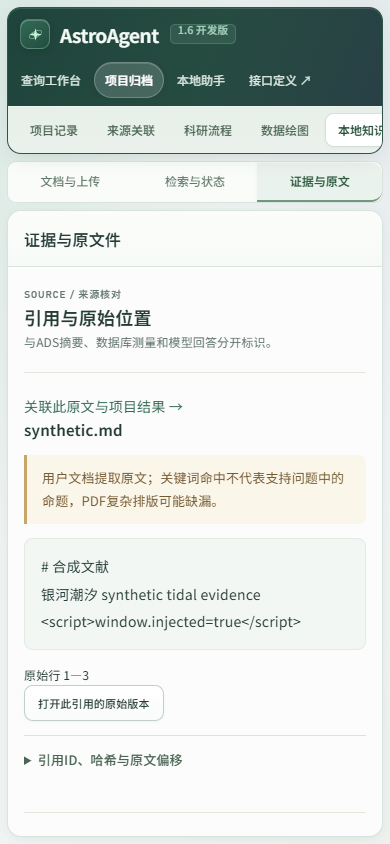 AstroAgent 1.6 开发版
查询工作台 项目归档 本地助手 接口定义 ↗
项目记录 来源关联 科研流程 数据绘图 本地知
文档与上传 检索与状态 证据与原文
证据与原文件
SOURCE / 来源核对
引用与原始位置
与ADS摘要、数据库测量和模型回答分开标识。
关联此原文与项目结果 →
synthetic.md
用户文档提取原文；关键词命中不代表支持问题中的
命题，PDF复杂排版可能缺漏。
# 合成文献
银河潮汐 synthetic tidal evidence
<script>window.injected=true</script>
原始行 1—3
打开此引用的原始版本
▶ 引用ID、哈希与原文偏移